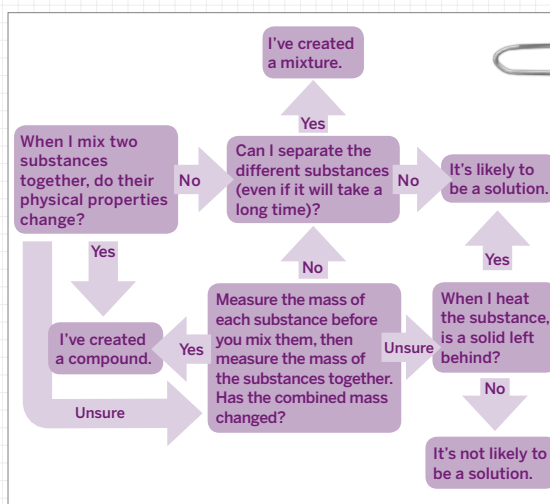 I've created
a mixture.
Yes
When I mix two
substances
together, do their
physical properties
change?
No
Can I separate the
different substances
(even if it will take a
long time)?
No
It's likely to
be a solution.
Yes
No
Yes
I've created
a compound.
Yes
Measure the mass of
each substance before
you mix them, then
measure the mass of
the substances together.
Has the combined mass
changed?
Unsure
When I heat
the substance,
is a solid left
behind?
Unsure
No
It's not likely to
be a solution.